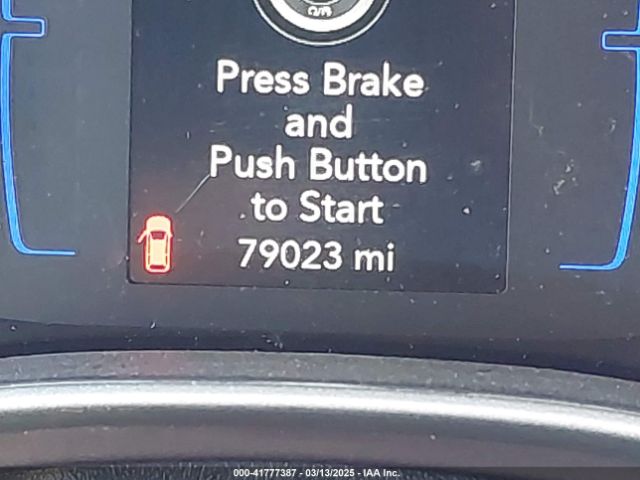 Press Brake
and
Push Button
to Start
79023 mi
000-41777387 - 03/13/2025 - IAA Inc.